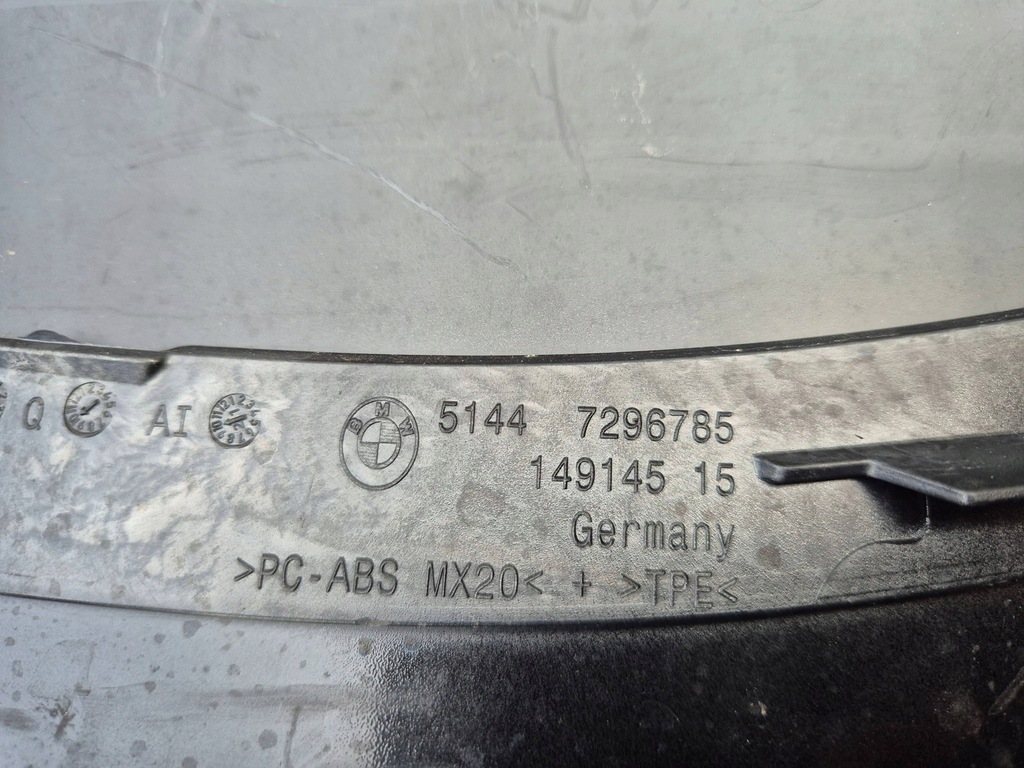 Q AI BMW 5144 7296785
149145 15
Germany
>PC-ABS MX20< + >TPE<